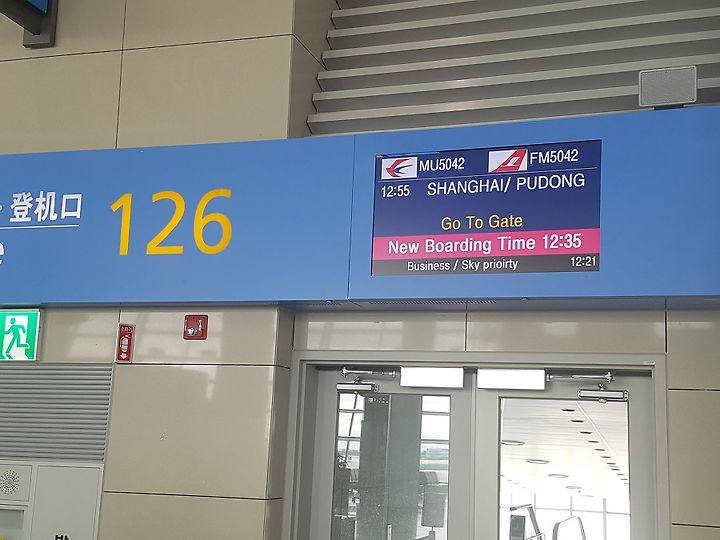 登机口
126
MU5042 FM5042
12:55 SHANGHAI/ PUDONG
Go To Gate
New Boarding Time 12:35
Business / Sky prioirty 12:21